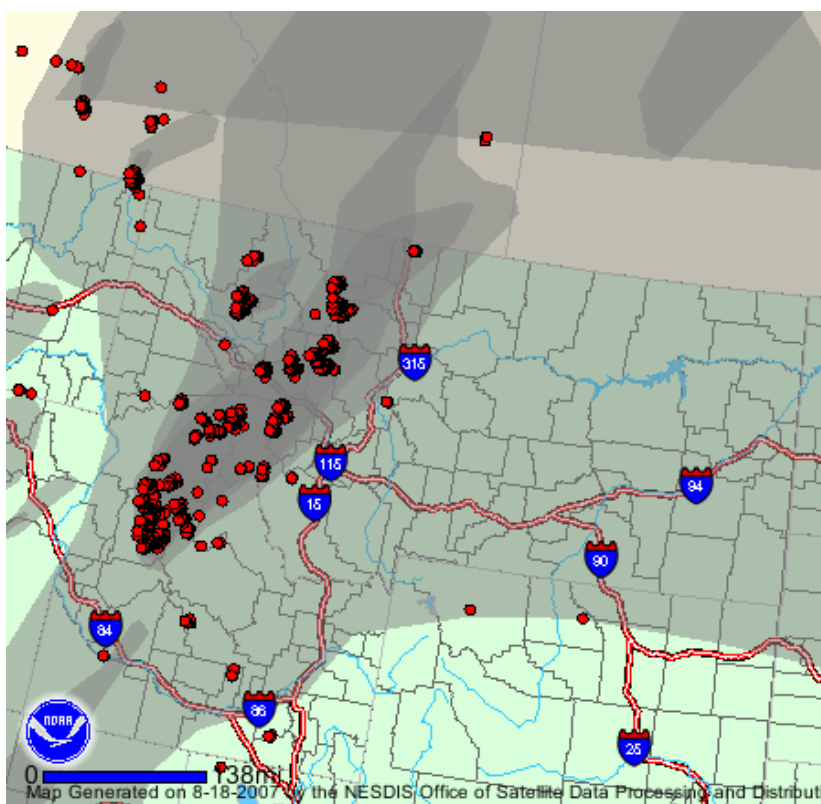 315
115
15
94
90
84
86
25
NOAA
0 138mi
Map Generated on 8-18-2007 by the NESDIS Office of Satellite Data Processing and Distributi